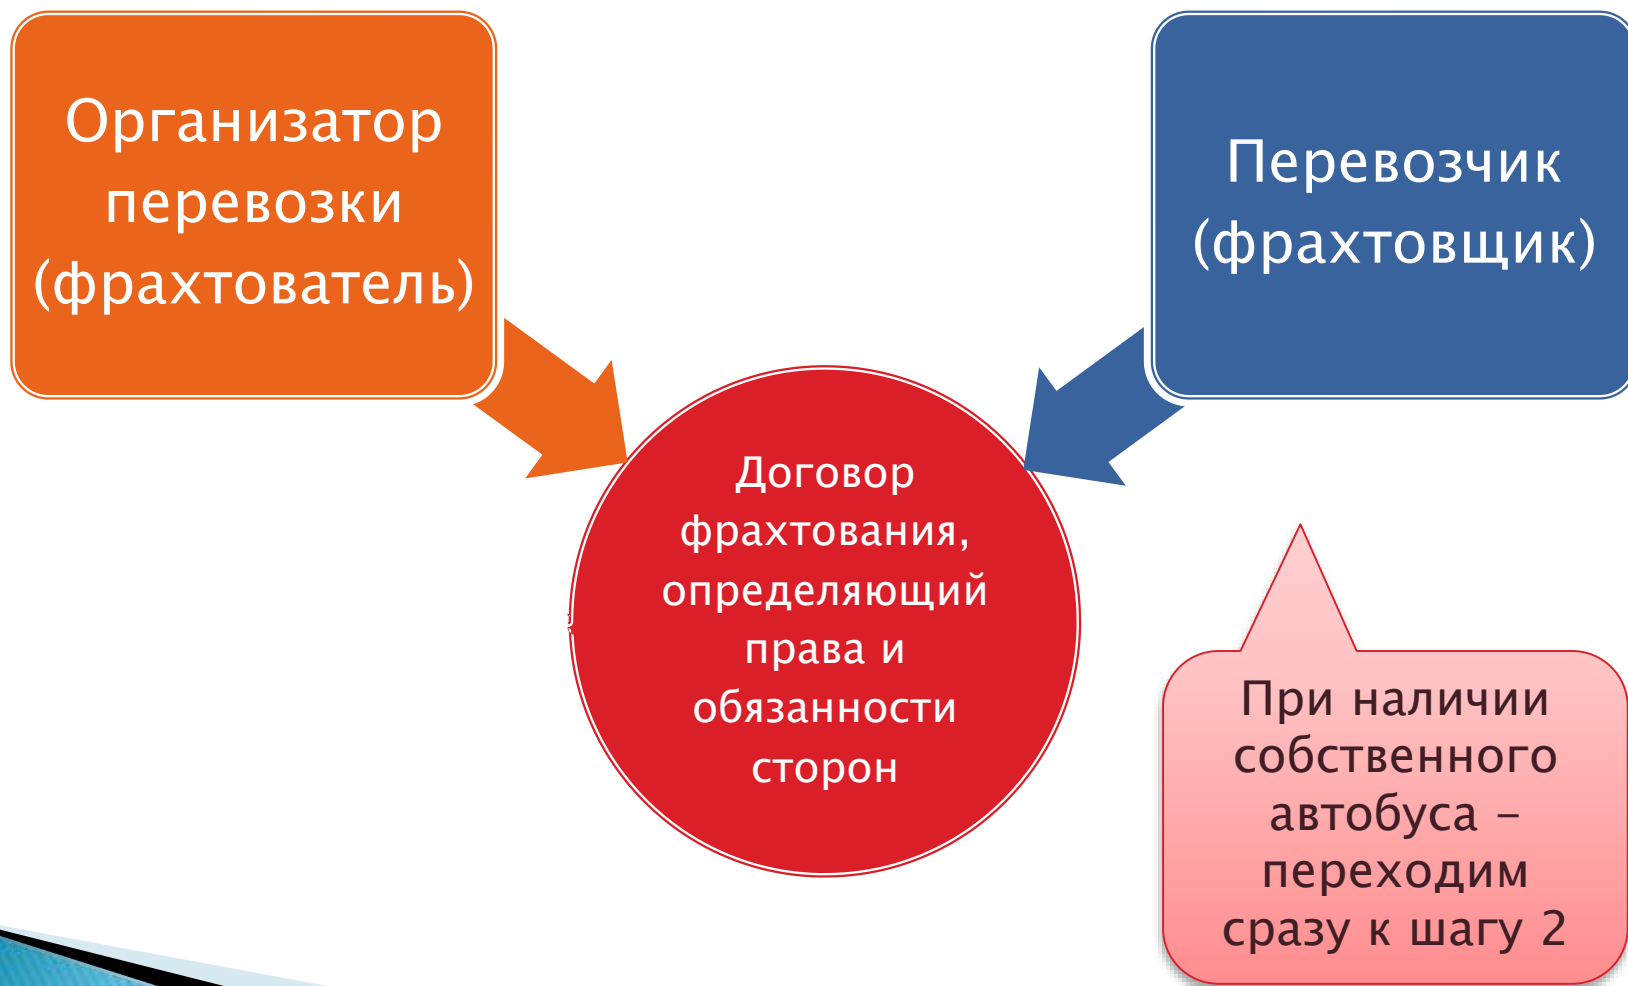 Организатор
перевозки
(фрахтователь)
Перевозчик
(фрахтовщик)
Договор
фрахтования,
определяющий
права и
обязанности
сторон
При наличии
собственного
автобуса –
переходим
сразу к шагу 2